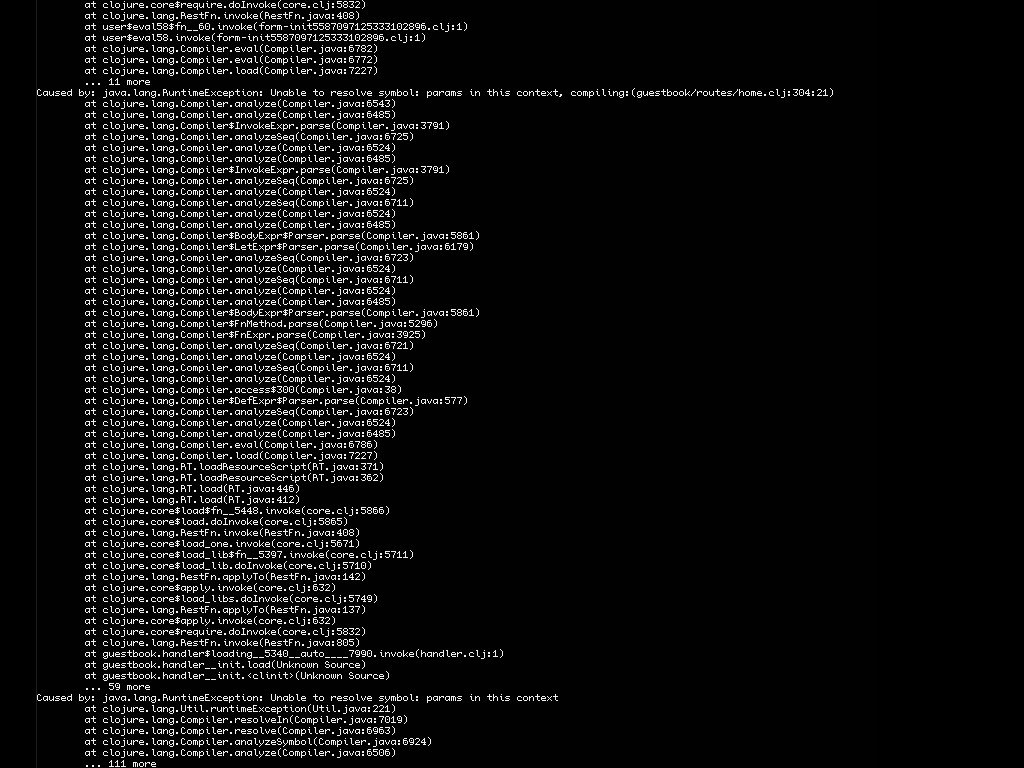 at clojure.core$require.doInvoke(core.clj:5832)
at clojure.lang.RestFn.invoke(RestFn.java:408)
at user$eval58$fn__60.invoke(form-init5587097125333102896.clj:1)
at user$eval58.invoke(form-init5587097125333102896.clj:1)
at clojure.lang.Compiler.eval(Compiler.java:6782)
at clojure.lang.Compiler.eval(Compiler.java:6772)
at clojure.lang.Compiler.load(Compiler.java:7227)
... 11 more
Caused by: java.lang.RuntimeException: Unable to resolve symbol: params in this context, compiling:(guestbook/routes/home.clj:304:21)
at clojure.lang.Compiler.analyze(Compiler.java:6543)
at clojure.lang.Compiler.analyze(Compiler.java:6485)
at clojure.lang.Compiler$InvokeExpr.parse(Compiler.java:3791)
at clojure.lang.Compiler.analyzeSeq(Compiler.java:6725)
at clojure.lang.Compiler.analyze(Compiler.java:6524)
at clojure.lang.Compiler.analyze(Compiler.java:6485)
at clojure.lang.Compiler$InvokeExpr.parse(Compiler.java:3791)
at clojure.lang.Compiler.analyzeSeq(Compiler.java:6725)
at clojure.lang.Compiler.analyze(Compiler.java:6524)
at clojure.lang.Compiler.analyzeSeq(Compiler.java:6711)
at clojure.lang.Compiler.analyze(Compiler.java:6524)
at clojure.lang.Compiler.analyze(Compiler.java:6485)
at clojure.lang.Compiler$BodyExpr$Parser.parse(Compiler.java:5861)
at clojure.lang.Compiler$LetExpr$Parser.parse(Compiler.java:6179)
at clojure.lang.Compiler.analyzeSeq(Compiler.java:6723)
at clojure.lang.Compiler.analyze(Compiler.java:6524)
at clojure.lang.Compiler.analyzeSeq(Compiler.java:6711)
at clojure.lang.Compiler.analyze(Compiler.java:6524)
at clojure.lang.Compiler.analyze(Compiler.java:6485)
at clojure.lang.Compiler$BodyExpr$Parser.parse(Compiler.java:5861)
at clojure.lang.Compiler$FnMethod.parse(Compiler.java:5296)
at clojure.lang.Compiler$FnExpr.parse(Compiler.java:3925)
at clojure.lang.Compiler.analyzeSeq(Compiler.java:6721)
at clojure.lang.Compiler.analyze(Compiler.java:6524)
at clojure.lang.Compiler.analyzeSeq(Compiler.java:6711)
at clojure.lang.Compiler.analyze(Compiler.java:6524)
at clojure.lang.Compiler.access$300(Compiler.java:38)
at clojure.lang.Compiler$DefExpr$Parser.parse(Compiler.java:577)
at clojure.lang.Compiler.analyzeSeq(Compiler.java:6723)
at clojure.lang.Compiler.analyze(Compiler.java:6524)
at clojure.lang.Compiler.analyze(Compiler.java:6485)
at clojure.lang.Compiler.eval(Compiler.java:6786)
at clojure.lang.Compiler.load(Compiler.java:7227)
at clojure.lang.RT.loadResourceScript(RT.java:371)
at clojure.lang.RT.loadResourceScript(RT.java:362)
at clojure.lang.RT.load(RT.java:446)
at clojure.lang.RT.load(RT.java:412)
at clojure.core$load$fn__5448.invoke(core.clj:5866)
at clojure.core$load.doInvoke(core.clj:5865)
at clojure.lang.RestFn.invoke(RestFn.java:408)
at clojure.core$load_one.invoke(core.clj:5671)
at clojure.core$load_lib$fn__5397.invoke(core.clj:5711)
at clojure.core$load_lib.doInvoke(core.clj:5710)
at clojure.lang.RestFn.applyTo(RestFn.java:142)
at clojure.core$apply.invoke(core.clj:632)
at clojure.core$load_libs.doInvoke(core.clj:5749)
at clojure.lang.RestFn.applyTo(RestFn.java:137)
at clojure.core$apply.invoke(core.clj:632)
at clojure.core$require.doInvoke(core.clj:5832)
at clojure.lang.RestFn.invoke(RestFn.java:805)
at guestbook.handler$loading__5340__auto____7990.invoke(handler.clj:1)
at guestbook.handler__init.load(Unknown Source)
at guestbook.handler__init.<clinit>(Unknown Source)
... 59 more
Caused by: java.lang.RuntimeException: Unable to resolve symbol: params in this context
at clojure.lang.Util.runtimeException(Util.java:221)
at clojure.lang.Compiler.resolveIn(Compiler.java:7019)
at clojure.lang.Compiler.resolve(Compiler.java:6963)
at clojure.lang.Compiler.analyzeSymbol(Compiler.java:6924)
at clojure.lang.Compiler.analyze(Compiler.java:6506)
... 111 more